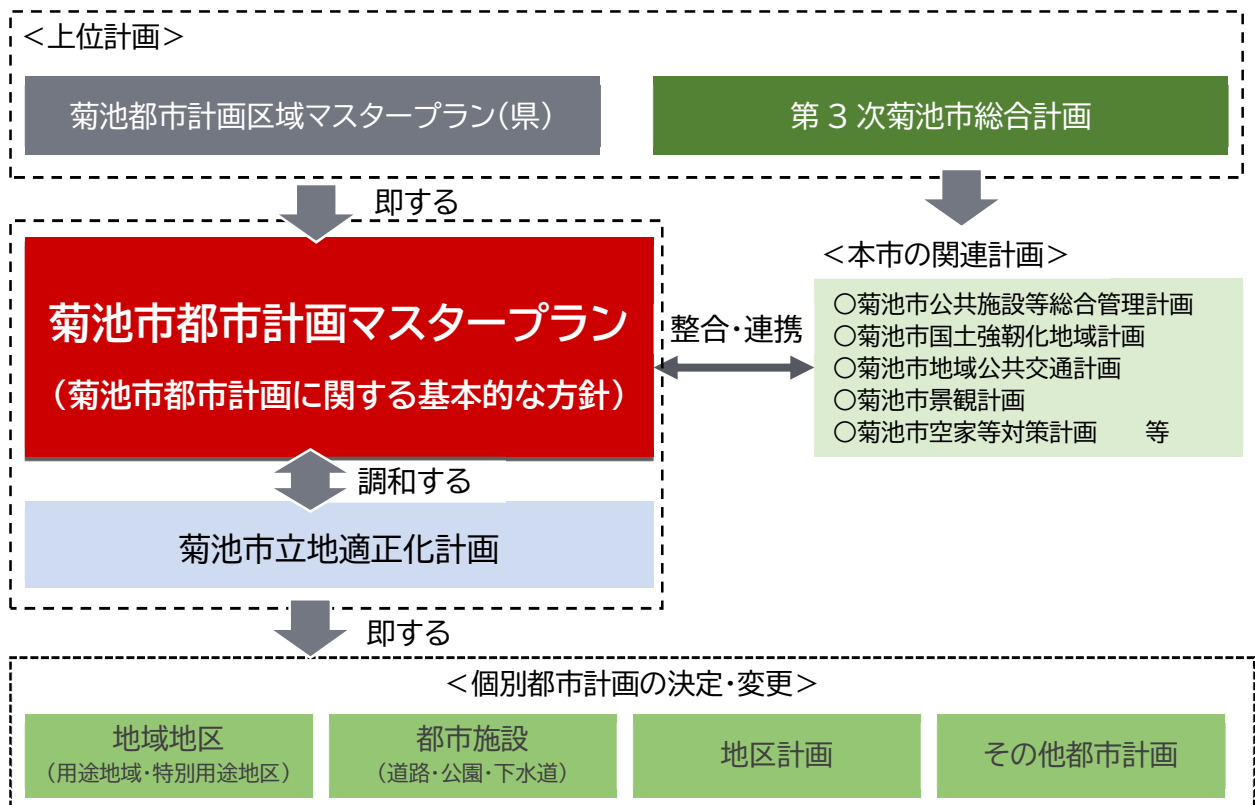 ＜上位計画＞
菊池都市計画区域マスタープラン（県）
第３次菊池市総合計画
即する
菊池市都市計画マスタープラン
（菊池市都市計画に関する基本的な方針）
整合・連携
＜本市の関連計画＞
○菊池市公共施設等総合管理計画
○菊池市国土強靭化地域計画
○菊池市地域公共交通計画
○菊池市景観計画
○菊池市空家等対策計画　　等
調和する
菊池市立地適正化計画
即する
＜個別都市計画の決定・変更＞
地域地区
（用途地域・特別用途地区）
都市施設
（道路・公園・下水道）
地区計画
その他都市計画